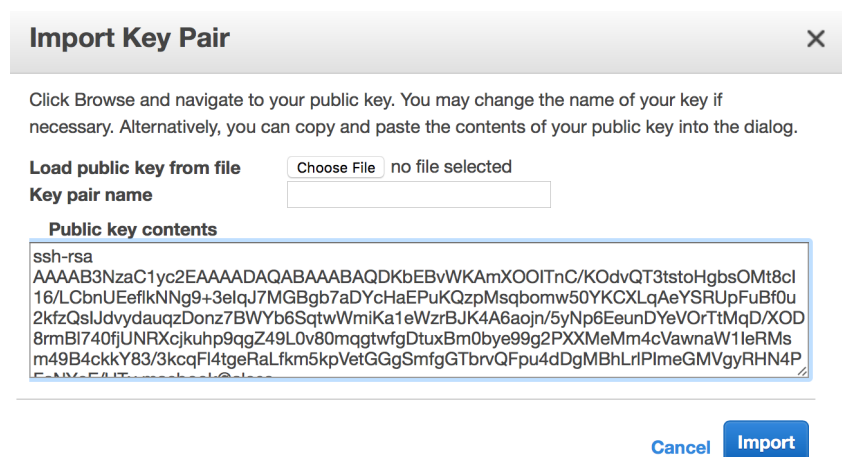 Import Key Pair
Click Browse and navigate to your public key. You may change the name of your key if
necessary. Alternatively, you can copy and paste the contents of your public key into the dialog.
Load public key from file Choose File no file selected
Key pair name
Public key contents
ssh-rsa
AAAAB3NzaC1yc2EAAAADAQABAAABAQDKbEBvWKAmXOOITnC/KOdvQT3tstoHgbsOMt8cI
16/LCbnUEeflkNNg9+3eIqJ7MGBgb7aDYcHaEPuKQzpMsqbomw50YKCXLqAeYSRUpFuBf0u
2kfzQsIJdvydauqzDonz7BWYb6SqtwWmiKa1eWzrBJK4A6aojn/5yNp6EeunDYeVOrTtMqD/XOD
8rmBl740fjUNRXcjkuhp9qgZ49L0v80mqgtwfgDtuxBm0bye99g2PXXMeMm4cVawnaW1IeRMs
m49B4ckkY83/3kcqFl4tgeRaLfkm5kpVetGGgSmfgGTbrvQFpu4dDgMBhLrlPImeGMVgyRHN4P
Cancel Import